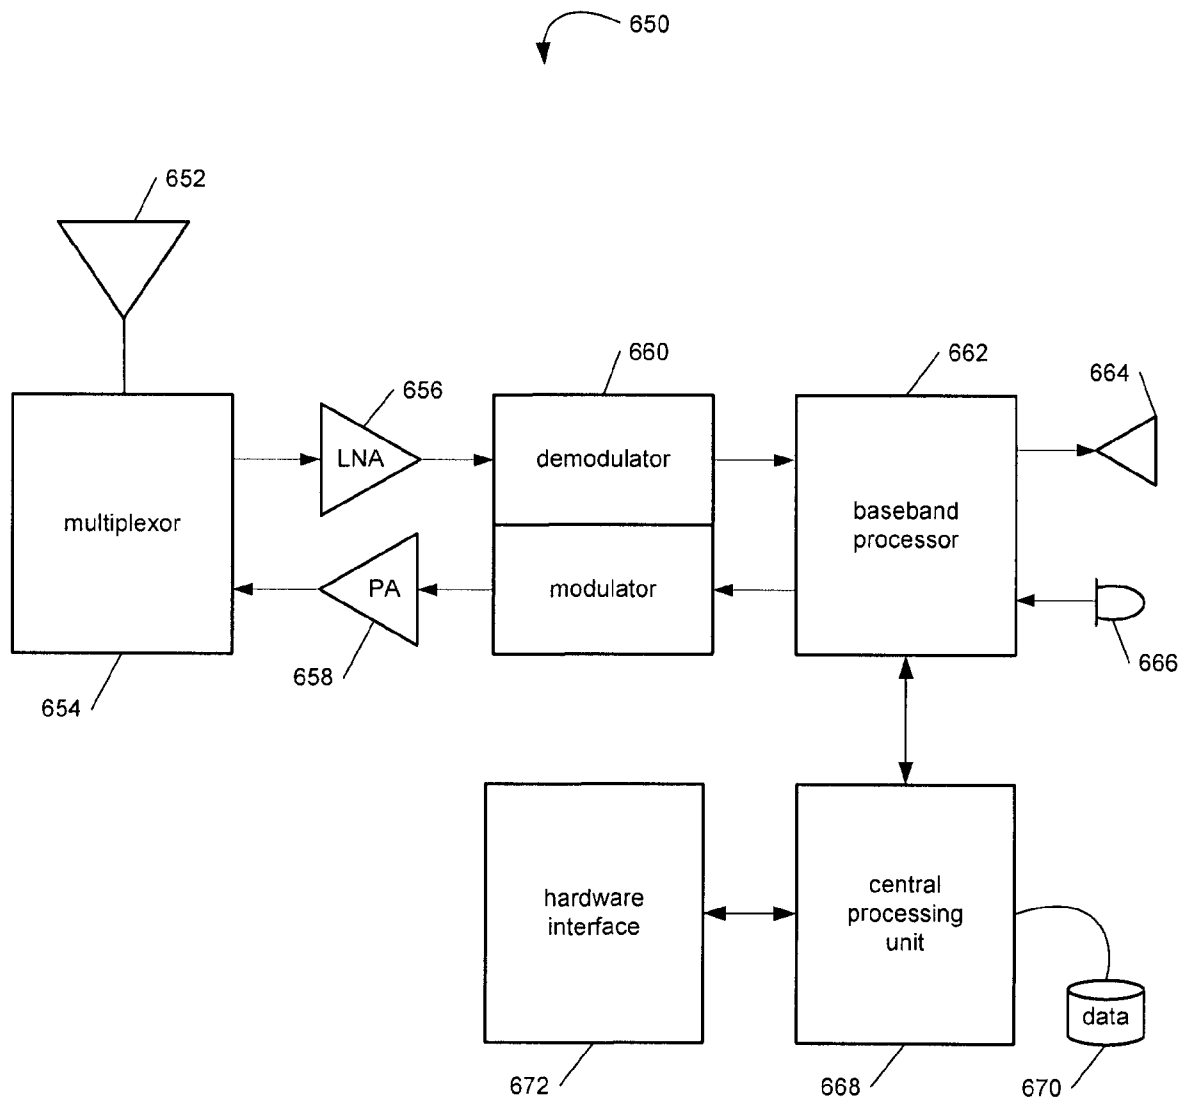 650
652
660
662
664
656
LNA
demodulator
multiplexor
baseband
processor
PA
modulator
658
666
654
hardware
interface
central
processing
unit
data
672
668
670